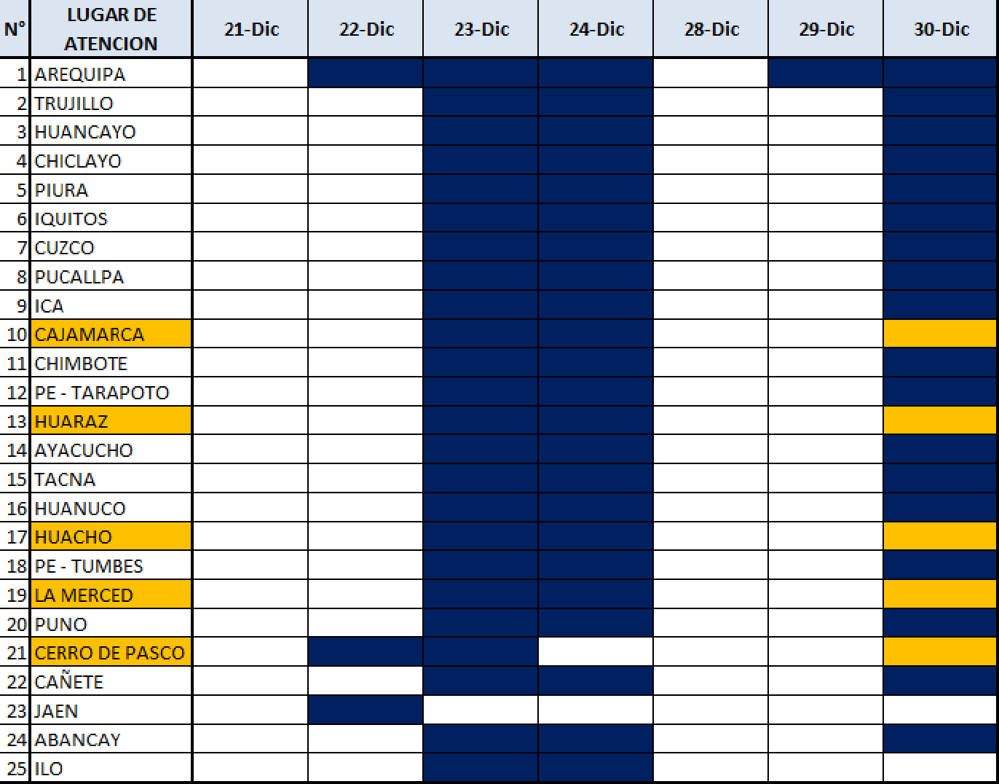 N° LUGAR DE ATENCION 21-Dic 22-Dic 23-Dic 24-Dic 28-Dic 29-Dic 30-Dic
1 AREQUIPA
2 TRUJILLO
3 HUANCAYO
4 CHICLAYO
5 PIURA
6 IQUITOS
7 CUZCO
8 PUCALLPA
9 ICA
10 CAJAMARCA
11 CHIMBOTE
12 PE - TARAPOTO
13 HUARAZ
14 AYACUCHO
15 TACNA
16 HUANUCO
17 HUACHO
18 PE - TUMBES
19 LA MERCED
20 PUNO
21 CERRO DE PASCO
22 CAÑETE
23 JAEN
24 ABANCAY
25 ILO